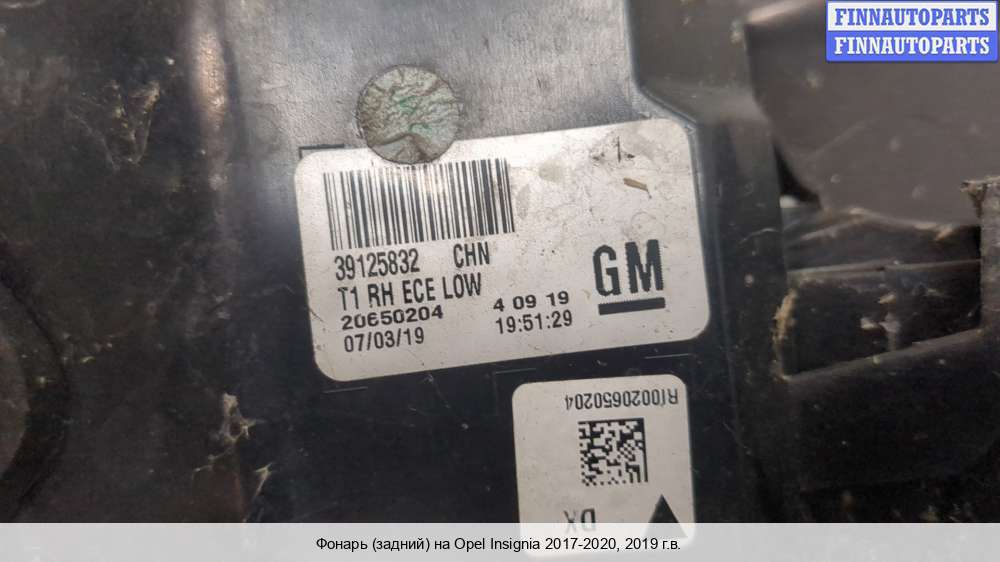 FINNAUTOPARTS
FINNAUTOPARTS
39125832 CHN
T1 RH ECE LOW
20650204 4 09 19
07/03/19 19:51:29
GM
R/0020650204
DX
Фонарь (задний) на Opel Insignia 2017-2020, 2019 г.в.